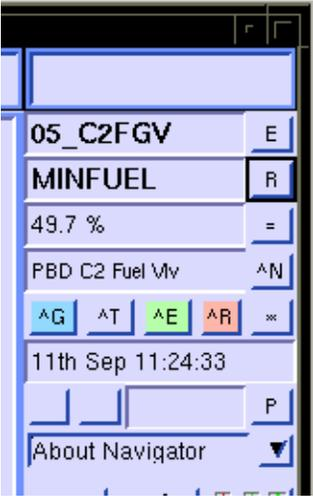 05_C2FGV E
MINFUEL R
49.7 % =
PBD C2 Fuel Vlv ^N
^G ^T ^E ^R
11th Sep 11:24:33
P
About Navigator